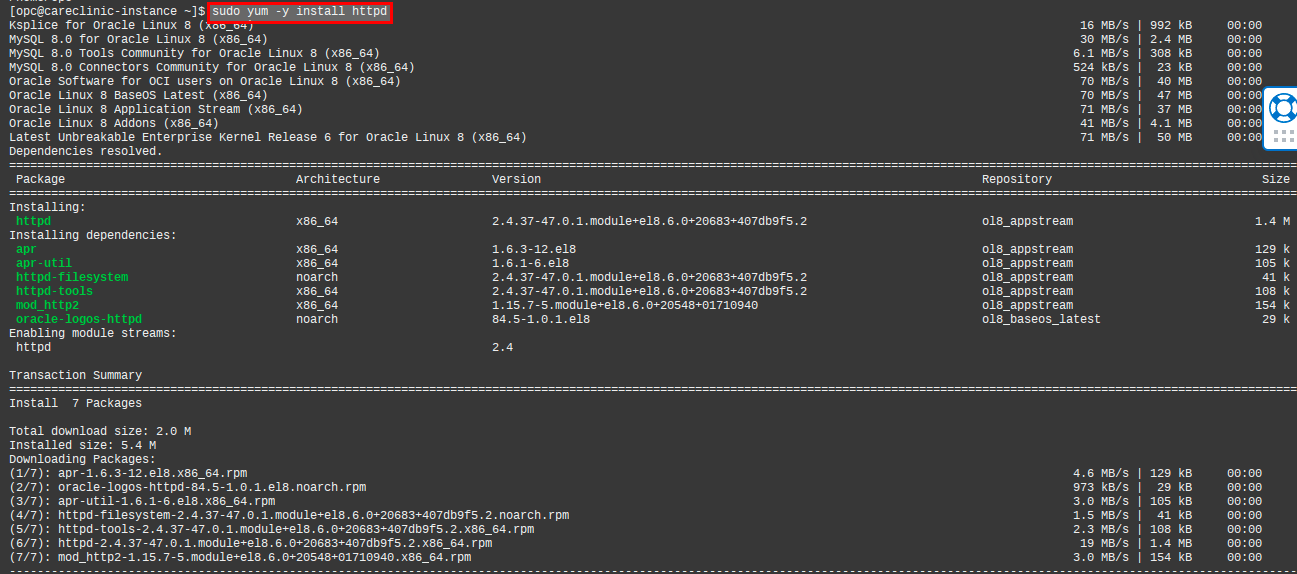 [opc@careclinic-instance ~]$ sudo yum -y install httpd
Ksplice for Oracle Linux 8 (x86_64) 16 MB/s | 992 kB 00:00
MySQL 8.0 for Oracle Linux 8 (x86_64) 30 MB/s | 2.4 MB 00:00
MySQL 8.0 Tools Community for Oracle Linux 8 (x86_64) 6.1 MB/s | 308 kB 00:00
MySQL 8.0 Connectors Community for Oracle Linux 8 (x86_64) 524 kB/s | 23 kB 00:00
Oracle Software for OCI users on Oracle Linux 8 (x86_64) 70 MB/s | 40 MB 00:00
Oracle Linux 8 BaseOS Latest (x86_64) 70 MB/s | 47 MB 00:00
Oracle Linux 8 Application Stream (x86_64) 71 MB/s | 37 MB 00:00
Oracle Linux 8 Addons (x86_64) 41 MB/s | 4.1 MB 00:00
Latest Unbreakable Enterprise Kernel Release 6 for Oracle Linux 8 (x86_64) 71 MB/s | 50 MB 00:00
Dependencies resolved.
Package Architecture Version Repository Size
Installing:
httpd x86_64 2.4.37-47.0.1.module+el8.6.0+20683+407db9f5.2 ol8_appstream 1.4 M
Installing dependencies:
apr x86_64 1.6.3-12.el8 ol8_appstream 129 k
apr-util x86_64 1.6.1-6.el8 ol8_appstream 105 k
httpd-filesystem noarch 2.4.37-47.0.1.module+el8.6.0+20683+407db9f5.2 ol8_appstream 41 k
httpd-tools x86_64 2.4.37-47.0.1.module+el8.6.0+20683+407db9f5.2 ol8_appstream 108 k
mod_http2 x86_64 1.15.7-5.module+el8.6.0+20548+01710940 ol8_appstream 154 k
oracle-logos-httpd noarch 84.5-1.0.1.el8 ol8_baseos_latest 29 k
Enabling module streams:
httpd 2.4
Transaction Summary
Install 7 Packages
Total download size: 2.0 M
Installed size: 5.4 M
Downloading Packages:
(1/7): apr-1.6.3-12.el8.x86_64.rpm 4.6 MB/s | 129 kB 00:00
(2/7): oracle-logos-httpd-84.5-1.0.1.el8.noarch.rpm 973 kB/s | 29 kB 00:00
(3/7): apr-util-1.6.1-6.el8.x86_64.rpm 3.0 MB/s | 105 kB 00:00
(4/7): httpd-filesystem-2.4.37-47.0.1.module+el8.6.0+20683+407db9f5.2.noarch.rpm 1.5 MB/s | 41 kB 00:00
(5/7): httpd-tools-2.4.37-47.0.1.module+el8.6.0+20683+407db9f5.2.x86_64.rpm 2.3 MB/s | 108 kB 00:00
(6/7): httpd-2.4.37-47.0.1.module+el8.6.0+20683+407db9f5.2.x86_64.rpm 19 MB/s | 1.4 MB 00:00
(7/7): mod_http2-1.15.7-5.module+el8.6.0+20548+01710940.x86_64.rpm 3.0 MB/s | 154 kB 00:00